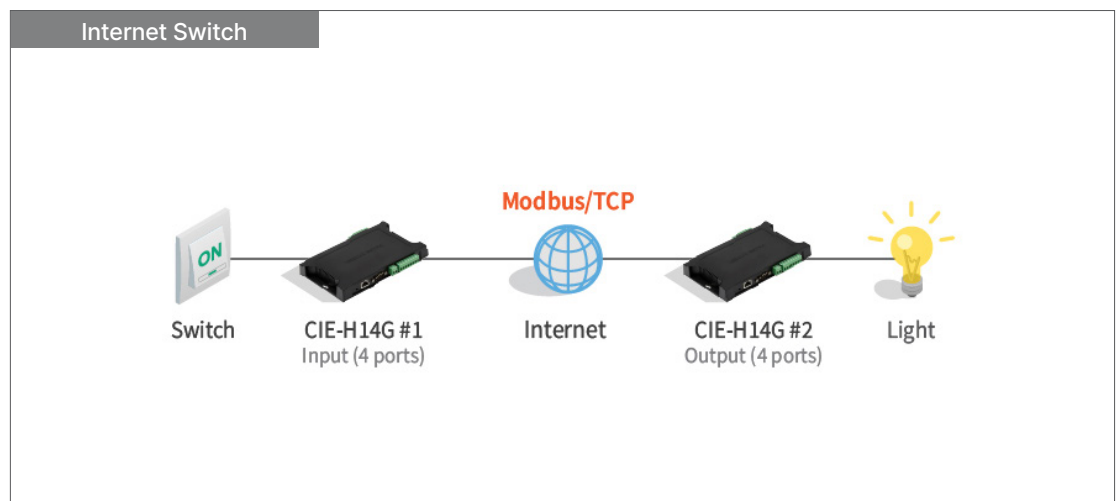 Internet Switch
Modbus/TCP
ON
Switch
CIE-H14G #1
Input (4 ports)
Internet
CIE-H14G #2
Output (4 ports)
Light